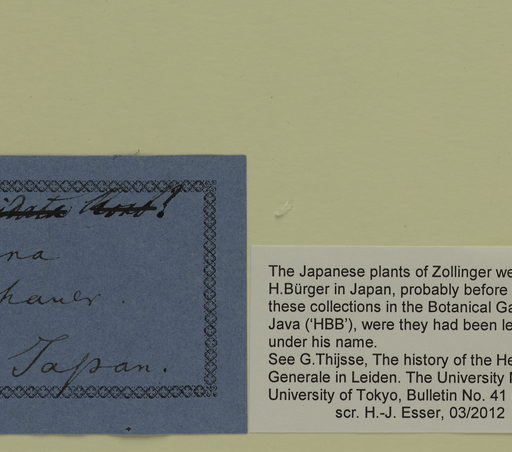 na
hauer.
Japan.
The Japanese plants of Zollinger we
H.Bürger in Japan, probably before
these collections in the Botanical Ga
Java (‘HBB’), were they had been le
under his name.
See G.Thijsse, The history of the He
Generale in Leiden. The University M
University of Tokyo, Bulletin No. 41
scr. H.-J. Esser, 03/2012